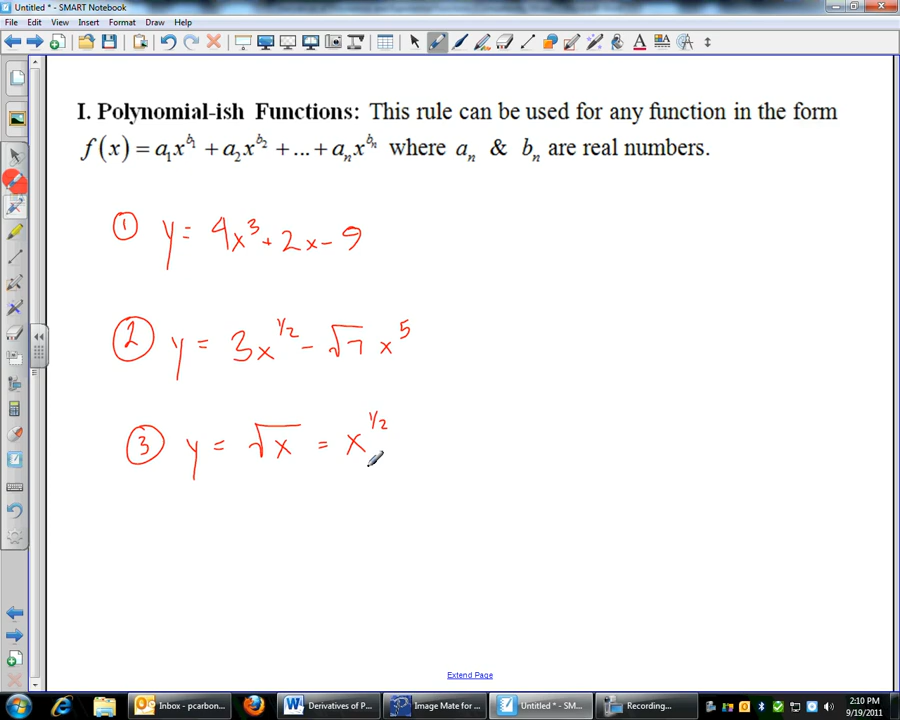 Untitled * - SMART Notebook
File Edit View Insert Format Draw Help
I. Polynomial-ish Functions: This rule can be used for any function in the form
f(x) = a₁x^b₁ + a₂x^b₂ + ... + aₙx^bₙ where aₙ & bₙ are real numbers.
① y = 4x³ + 2x - 9
② y = 3x^1/2 - √7 x⁵
③ y = √x = x^1/2
Extend Page
Inbox - pcarbon... Derivatives of P... Image Mate for ... Untitled * - SM... Recording... 2:10 PM
9/19/2011